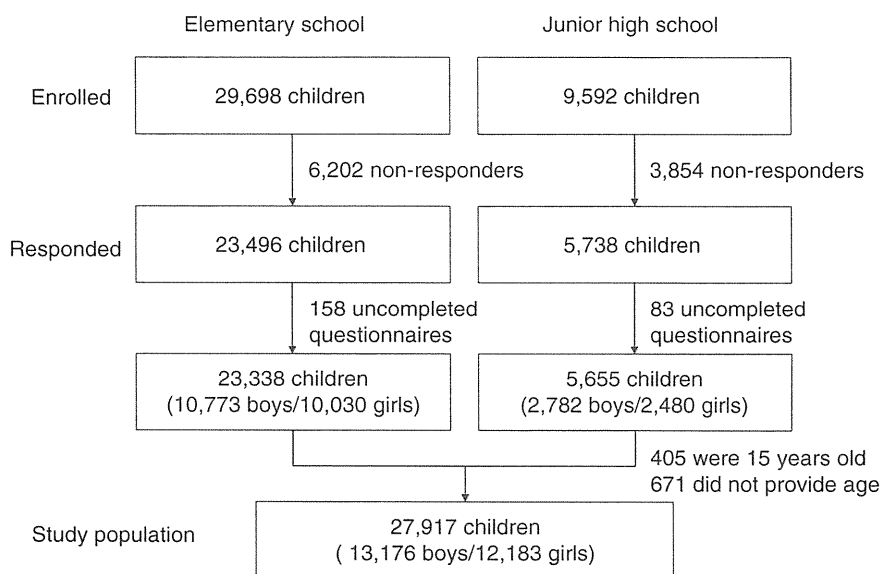 Elementary school
Junior high school
Enrolled
29,698 children
9,592 children
6,202 non-responders
3,854 non-responders
Responded
23,496 children
5,738 children
158 uncompleted
questionnaires
83 uncompleted
questionnaires
23,338 children
(10,773 boys/10,030 girls)
5,655 children
(2,782 boys/2,480 girls)
405 were 15 years old
671 did not provide age
Study population
27,917 children
( 13,176 boys/12,183 girls)